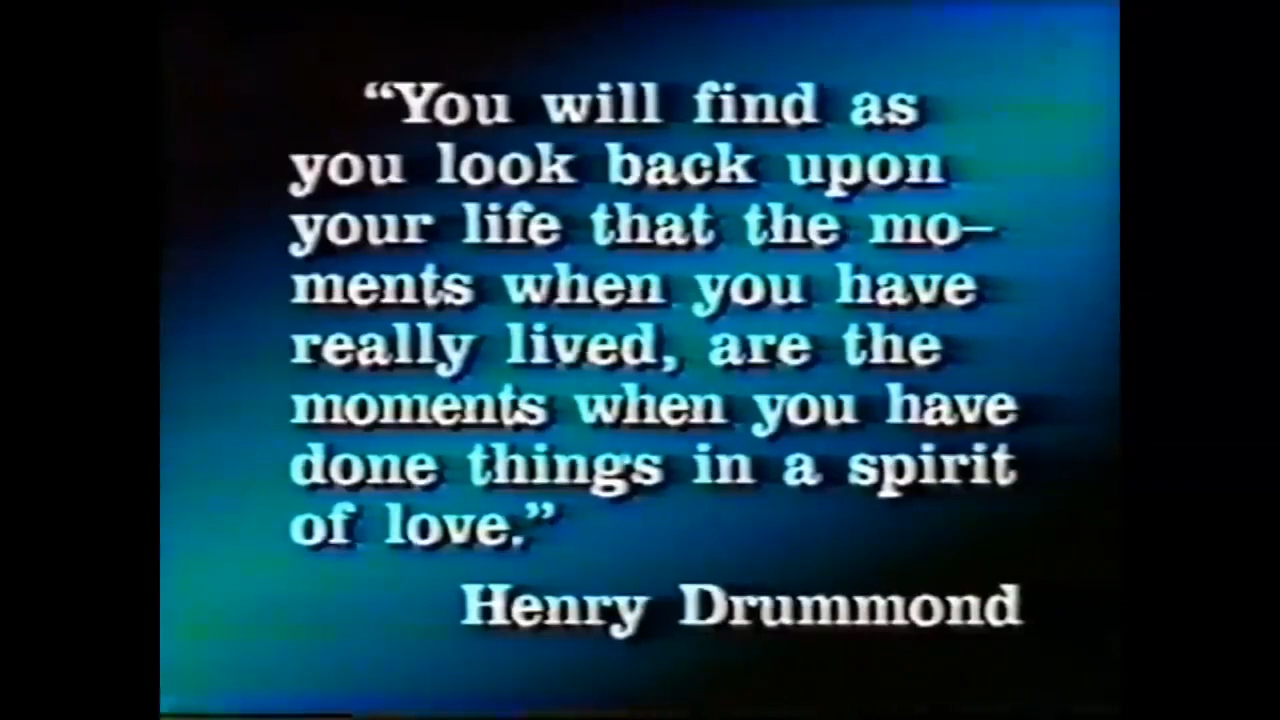 “You will find as
you look back upon
your life that the mo–
ments when you have
really lived, are the
moments when you have
done things in a spirit
of love.”
Henry Drummond